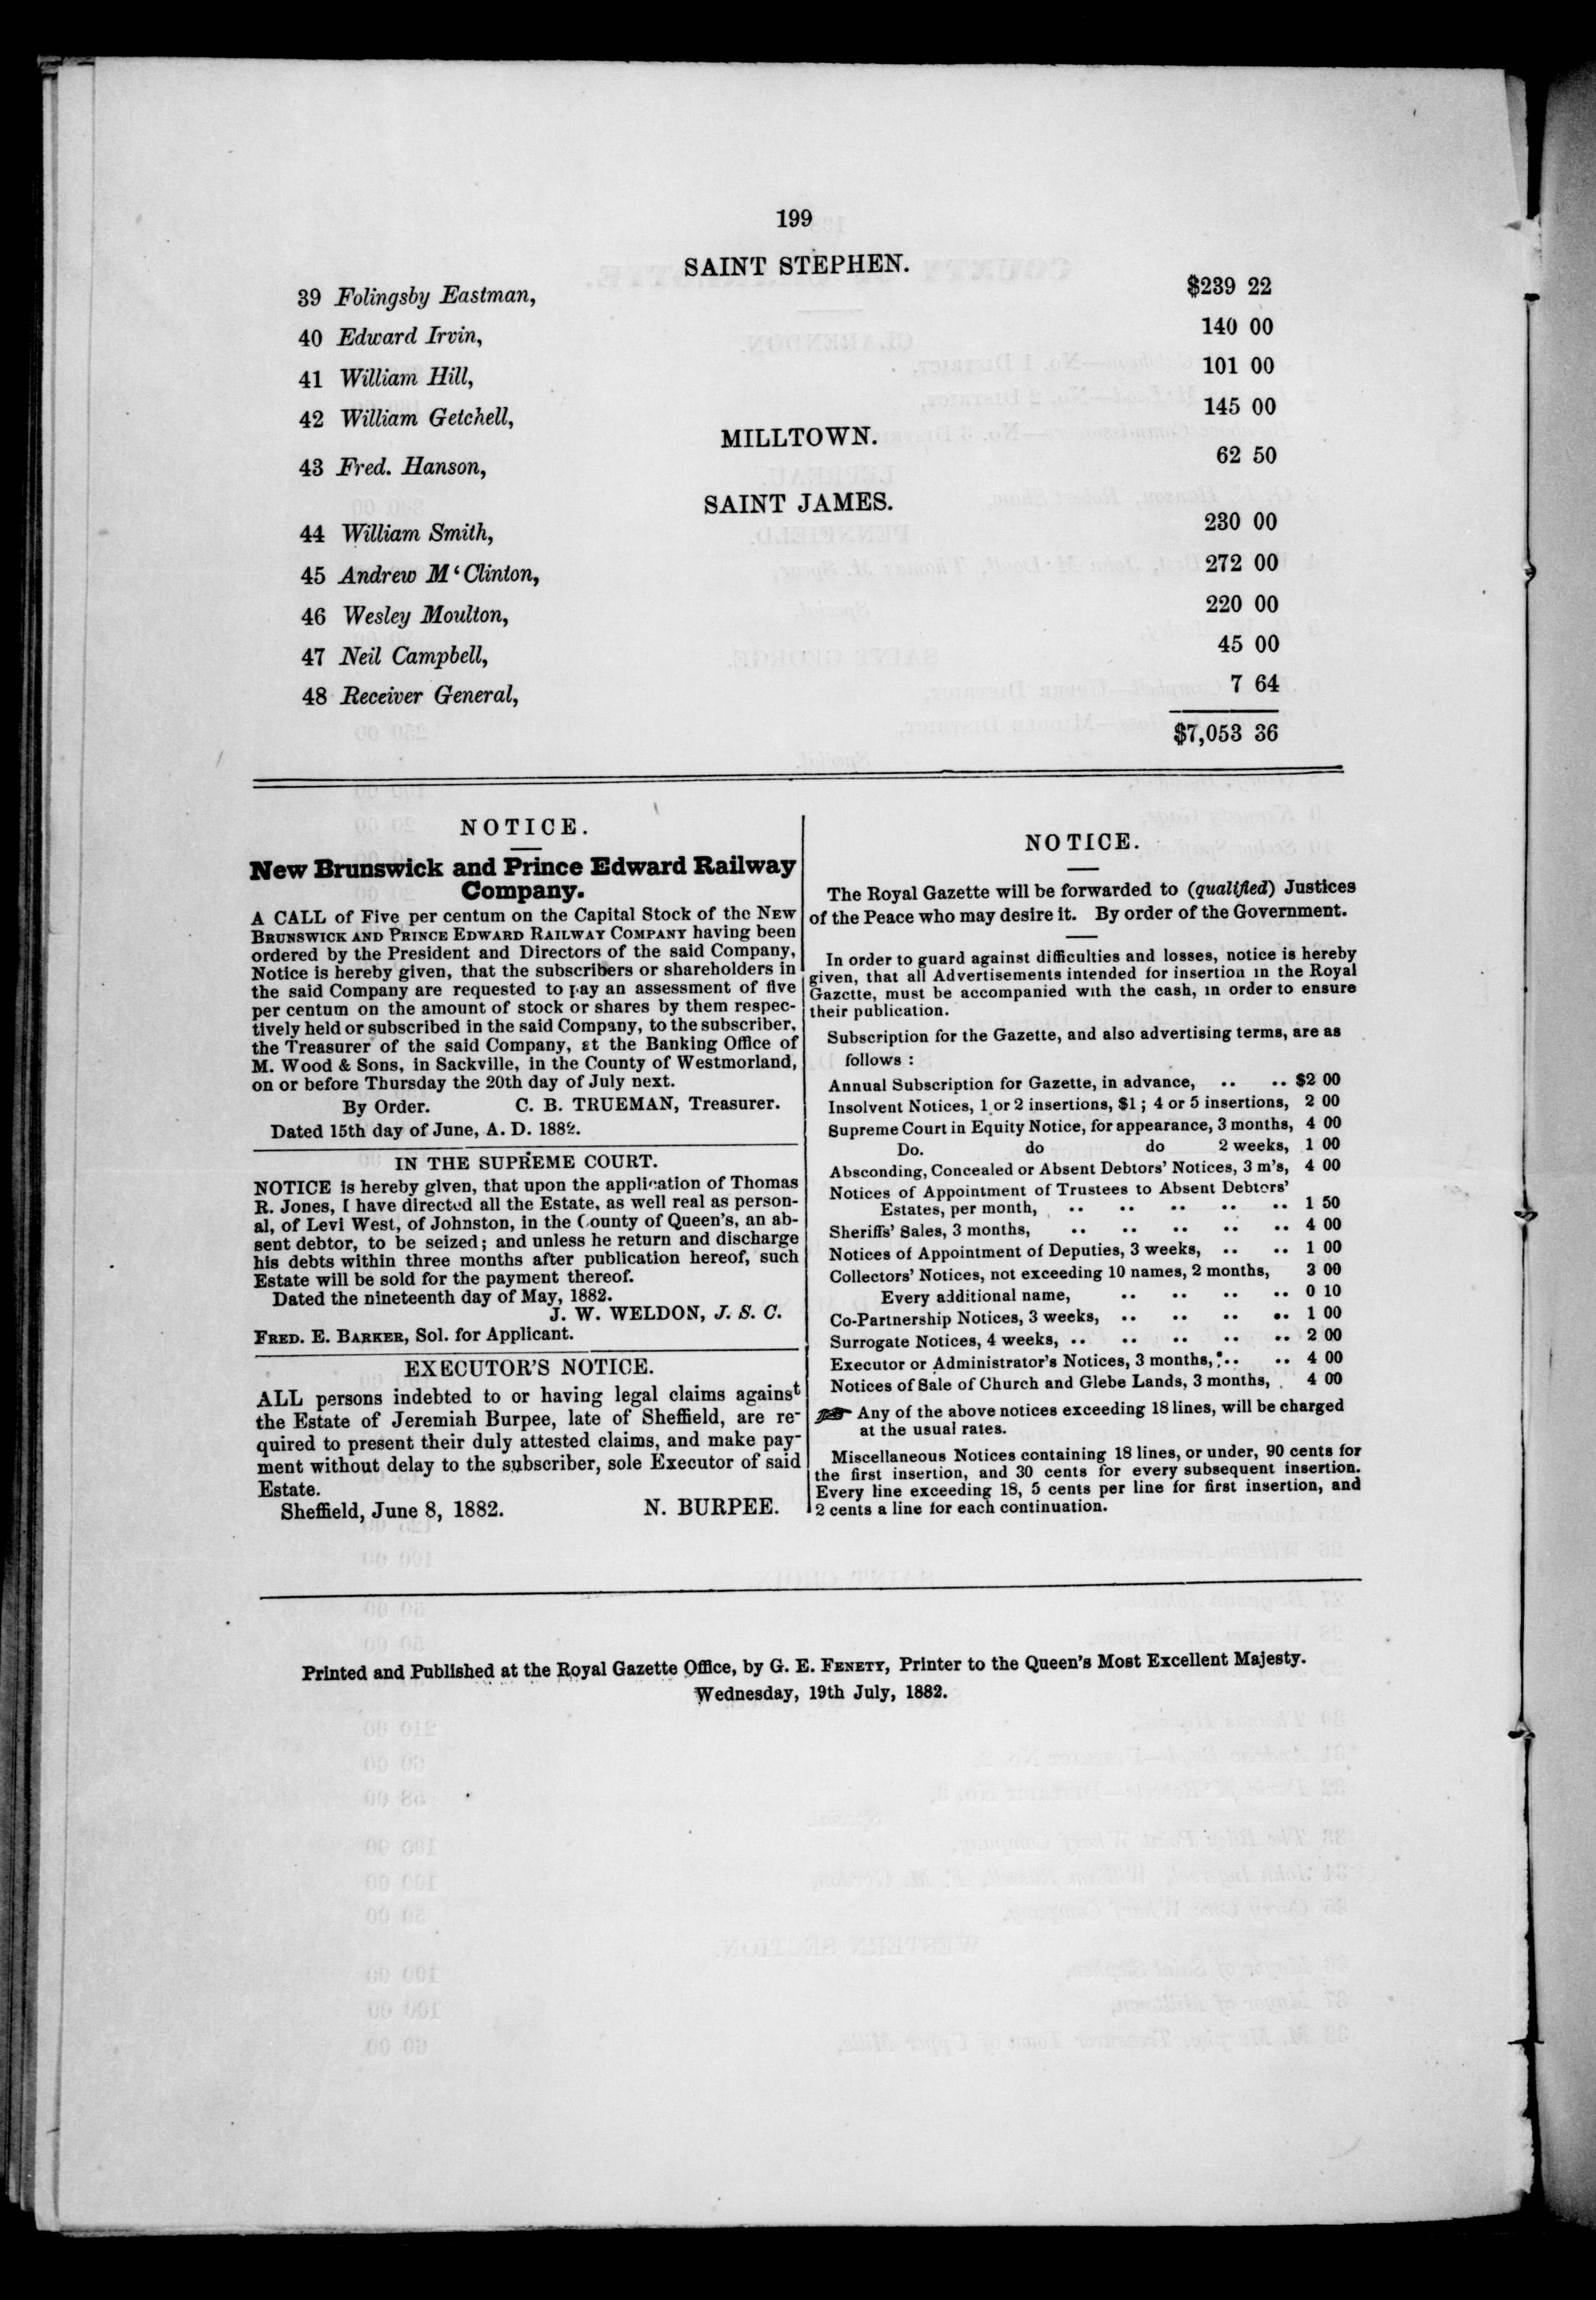 199
SAINT STEPHEN.
39 Folingsby Eastman, $239 22
40 Edward Irvin, 140 00
41 William Hill, 101 00
42 William Getchell, 145 00
MILLTOWN.
43 Fred. Hanson, 62 50
SAINT JAMES.
44 William Smith, 230 00
45 Andrew M‘Clinton, 272 00
46 Wesley Moulton, 220 00
47 Neil Campbell, 45 00
48 Receiver General, 7 64
$7,053 36
NOTICE.
New Brunswick and Prince Edward Railway
Company.
A CALL of Five per centum on the Capital Stock of the NEW
BRUNSWICK AND PRINCE EDWARD RAILWAY COMPANY having been
ordered by the President and Directors of the said Company,
Notice is hereby given, that the subscribers or shareholders in
the said Company are requested to pay an assessment of five
per centum on the amount of stock or shares by them respec-
tively held or subscribed in the said Company, to the subscriber,
the Treasurer of the said Company, at the Banking Office of
M. Wood & Sons, in Sackville, in the County of Westmorland,
on or before Thursday the 20th day of July next.
By Order. C. B. TRUEMAN, Treasurer.
Dated 15th day of June, A. D. 1882.
IN THE SUPREME COURT.
NOTICE is hereby given, that upon the application of Thomas
R. Jones, I have directed all the Estate, as well real as person-
al, of Levi West, of Johnston, in the County of Queen's, an ab-
sent debtor, to be seized; and unless he return and discharge
his debts within three months after publication hereof, such
Estate will be sold for the payment thereof.
Dated the nineteenth day of May, 1882.
J. W. WELDON, J. S. C.
FRED. E. BARKER, Sol. for Applicant.
EXECUTOR'S NOTICE.
ALL persons indebted to or having legal claims against
the Estate of Jeremiah Burpee, late of Sheffield, are re-
quired to present their duly attested claims, and make pay-
ment without delay to the subscriber, sole Executor of said
Estate.
Sheffield, June 8, 1882. N. BURPEE.
NOTICE.
The Royal Gazette will be forwarded to (qualified) Justices
of the Peace who may desire it. By order of the Government.
In order to guard against difficulties and losses, notice is hereby
given, that all Advertisements intended for insertion in the Royal
Gazette, must be accompanied with the cash, in order to ensure
their publication.
Subscription for the Gazette, and also advertising terms, are as
follows :
Annual Subscription for Gazette, in advance, .. .. $2 00
Insolvent Notices, 1 or 2 insertions, $1 ; 4 or 5 insertions, 2 00
Supreme Court in Equity Notice, for appearance, 3 months, 4 00
Do. do do 2 weeks, 1 00
Absconding, Concealed or Absent Debtors' Notices, 3 m's, 4 00
Notices of Appointment of Trustees to Absent Debtors'
Estates, per month, .. .. .. .. .. 1 50
Sheriffs' Sales, 3 months, .. .. .. .. .. 4 00
Notices of Appointment of Deputies, 3 weeks, .. .. 1 00
Collectors' Notices, not exceeding 10 names, 2 months, 3 00
Every additional name, .. .. .. .. 0 10
Co-Partnership Notices, 3 weeks, .. .. .. .. 1 00
Surrogate Notices, 4 weeks, .. .. .. .. .. 2 00
Executor or Administrator's Notices, 3 months, .. .. 4 00
Notices of Sale of Church and Glebe Lands, 3 months, . 4 00
☞ Any of the above notices exceeding 18 lines, will be charged
at the usual rates.
Miscellaneous Notices containing 18 lines, or under, 90 cents for
the first insertion, and 30 cents for every subsequent insertion.
Every line exceeding 18, 5 cents per line for first insertion, and
2 cents a line for each continuation.
Printed and Published at the Royal Gazette Office, by G. E. FENETY, Printer to the Queen's Most Excellent Majesty.
Wednesday, 19th July, 1882.